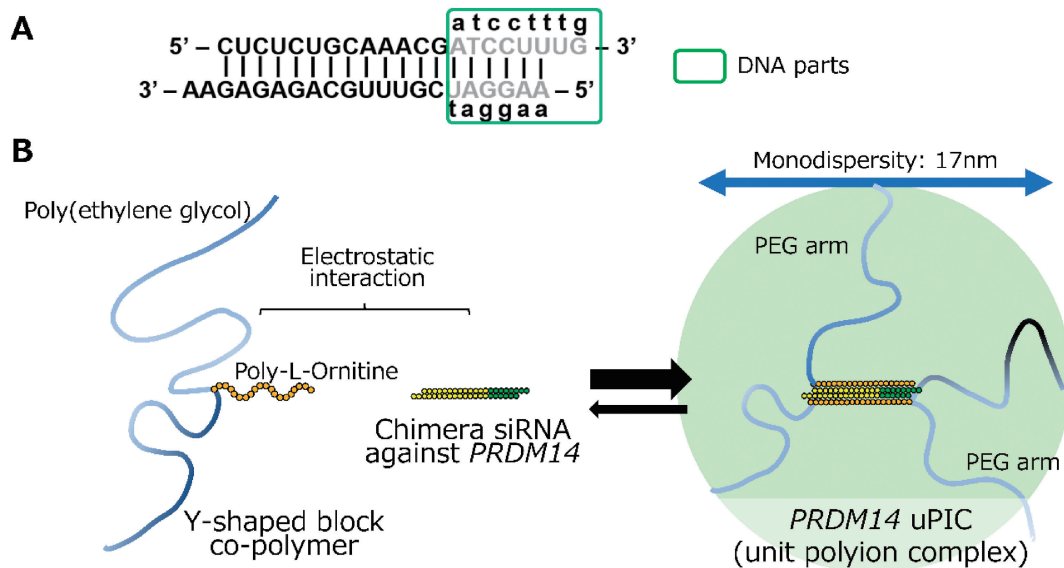 A
atcctttg
5’ – CUCUCUGCAAACGATCCUUUG – 3’
3’ –AAGAGAGACGUUUGCUAGGAA – 5’
taggaa
DNA parts
B
Monodispersity: 17nm
Poly(ethylene glycol)
PEG arm
Electrostatic
interaction
Poly-L-Ornitine
Chimera siRNA
against PRDM14
PEG arm
Y-shaped block
co-polymer
PRDM14 uPIC
(unit polyion complex)